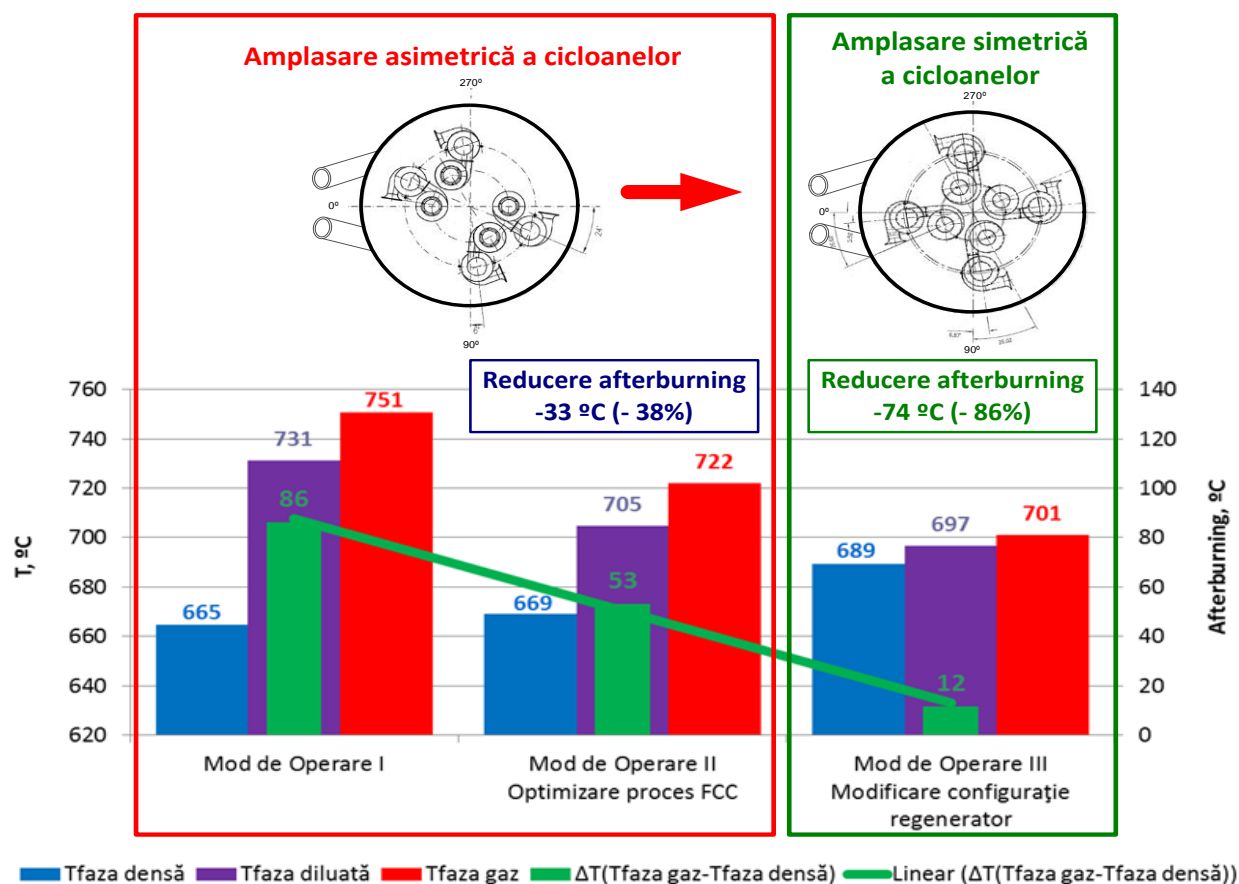 Amplasare asimetrică a cicloanelor
Amplasare simetrică
a cicloanelor
270º
0º
24'
6'
90º
270º
0º
90º
Reducere afterburning
-33 ºC (- 38%)
Reducere afterburning
-74 ºC (- 86%)
T, ºC
760
740
720
700
680
660
640
620
665
731
86
751
669
705
53
722
689
697
12
701
140
120
100
80
60
40
20
0
Afterburning, ºC
Mod de Operare I
Mod de Operare II
Optimizare proces FCC
Mod de Operare III
Modificare configurație
regenerator
Tfaza densă
Tfaza diluată
Tfaza gaz
ΔT(Tfaza gaz-Tfaza densă)
Linear (ΔT(Tfaza gaz-Tfaza densă))